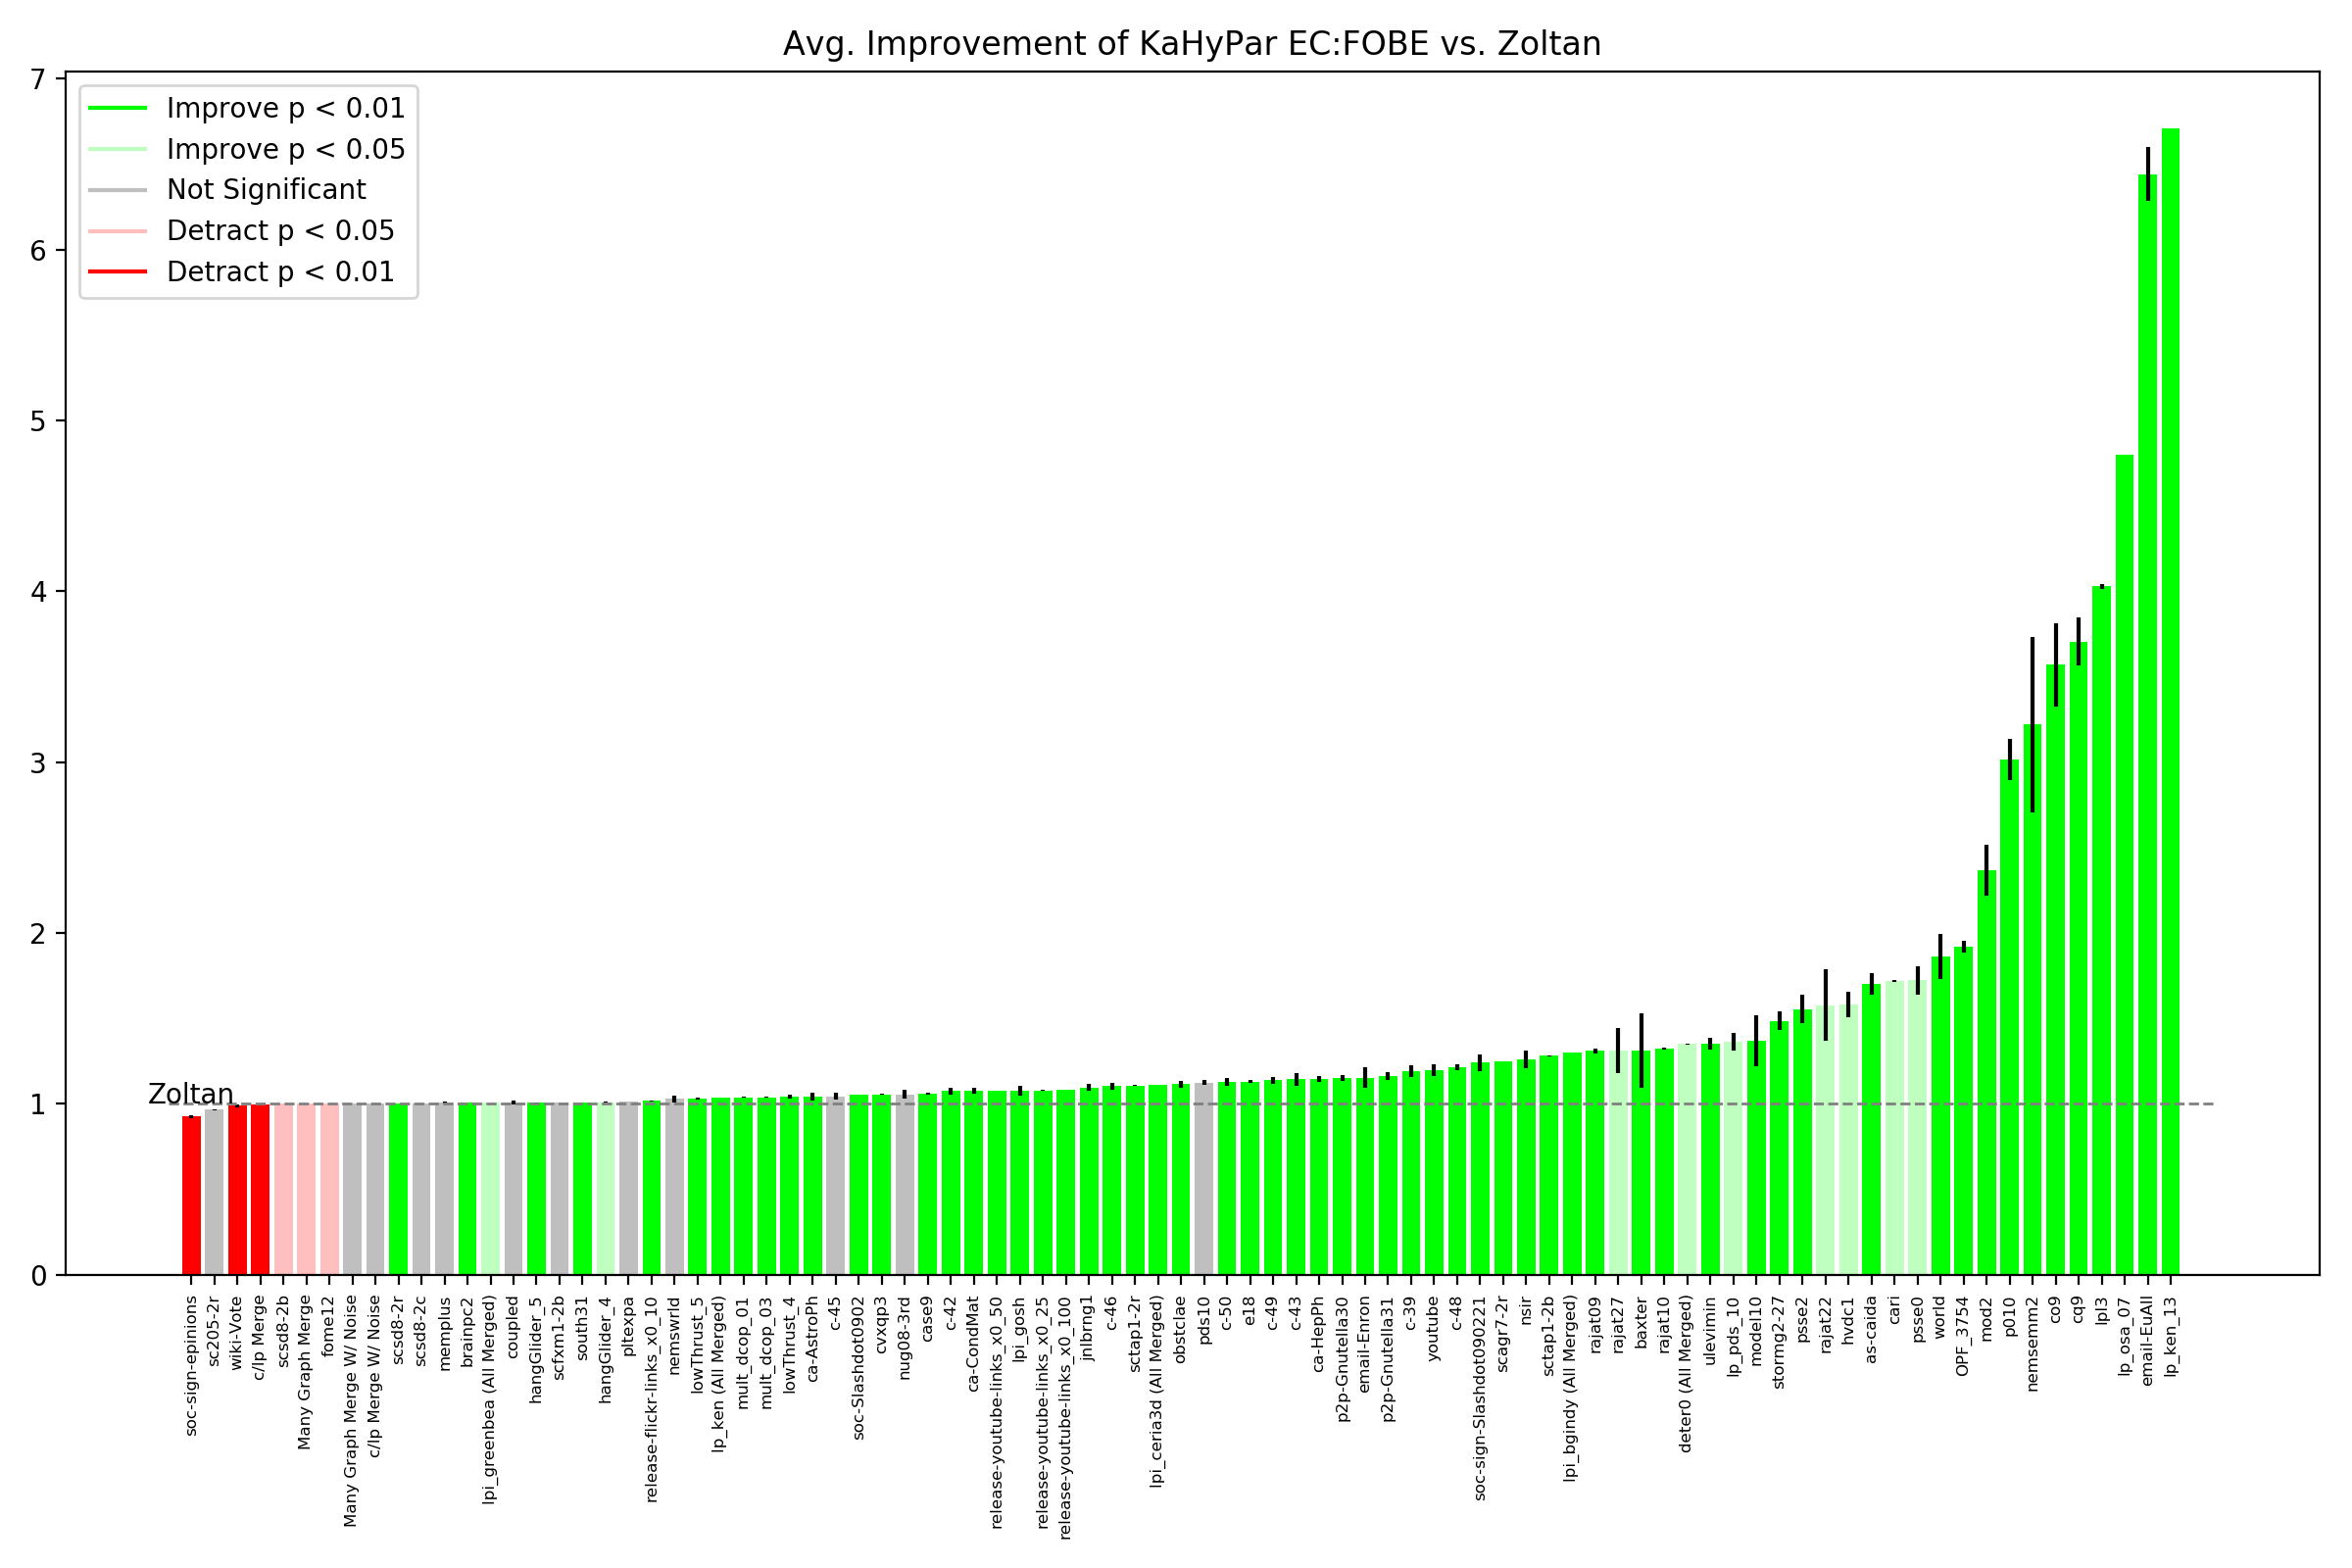 Avg. Improvement of KaHyPar EC:FOBE vs. Zoltan
7
6
5
4
3
2
1
0
Improve p < 0.01
Improve p < 0.05
Not Significant
Detract p < 0.05
Detract p < 0.01
Zoltan
soc-sign-epinions
sc205-2r
wiki-Vote
c/lp Merge
scsd8-2b
Many Graph Merge
fome12
Many Graph Merge W/ Noise
c/lp Merge W/ Noise
scsd8-2r
scsd8-2c
memplus
brainpc2
lpi_greenbea (All Merged)
coupled
hangGlider_5
scfxm1-2b
south31
hangGlider_4
pltexpa
release-flickr-links_x0_10
nemswrld
lowThrust_5
lp_ken (All Merged)
mult_dcop_01
mult_dcop_03
lowThrust_4
ca-AstroPh
c-45
soc-Slashdot0902
cvxqp3
nug08-3rd
case9
c-42
ca-CondMat
release-youtube-links_x0_50
lpi_gosh
release-youtube-links_x0_25
release-youtube-links_x0_100
jnlbrng1
c-46
sctap1-2r
lpi_ceria3d (All Merged)
obstclae
pds10
c-50
e18
c-49
c-43
ca-HepPh
p2p-Gnutella30
email-Enron
p2p-Gnutella31
c-39
youtube
c-48
soc-sign-Slashdot090221
scagr7-2r
nsir
sctap1-2b
lpi_bgindy (All Merged)
rajat09
rajat27
baxter
rajat10
deter0 (All Merged)
ulevimin
lp_pds_10
model10
stormg2-27
psse2
rajat22
hvdc1
as-caida
cari
psse0
world
OPF_3754
mod2
p010
nemsemm2
co9
cq9
lpl3
lp_osa_07
email-EuAll
lp_ken_13